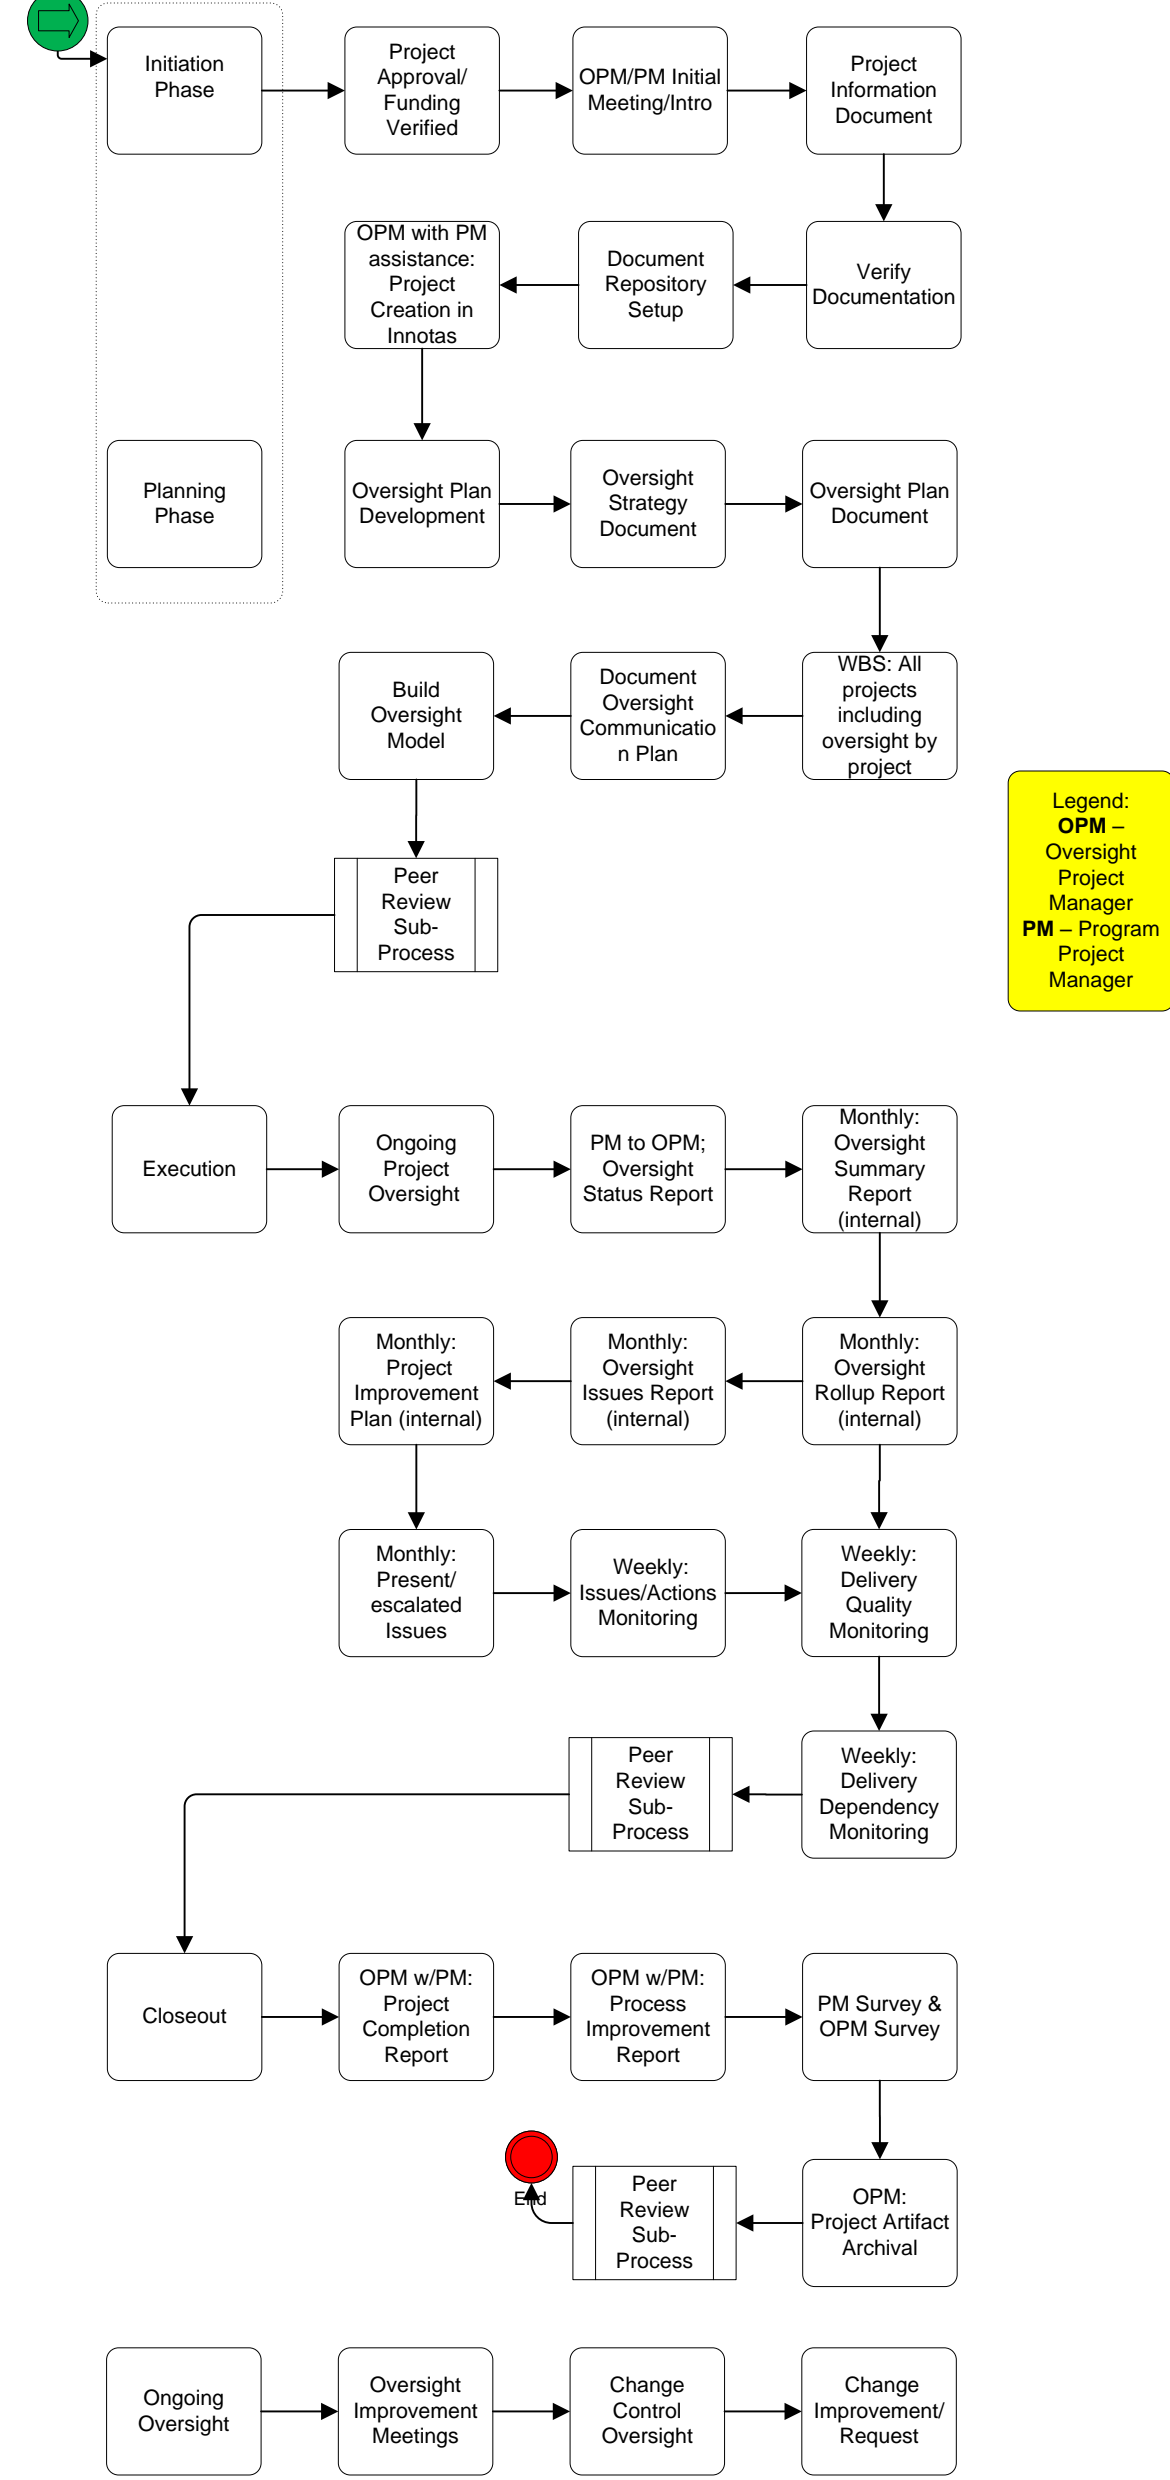 Initiation
Phase
Project
Approval/
Funding
Verified
OPM/PM Initial
Meeting/Intro
Project
Information
Document
OPM with PM
assistance:
Project
Creation in
Innotas
Document
Repository
Setup
Verify
Documentation
Planning
Phase
Oversight Plan
Development
Oversight
Strategy
Document
Oversight Plan
Document
Build
Oversight
Model
Document
Oversight
Communicatio
n Plan
WBS: All
projects
including
oversight by
project
Legend:
OPM –
Oversight
Project
Manager
PM – Program
Project
Manager
Peer
Review
Sub-
Process
Execution
Ongoing
Project
Oversight
PM to OPM;
Oversight
Status Report
Monthly:
Oversight
Summary
Report
(internal)
Monthly:
Project
Improvement
Plan (internal)
Monthly:
Oversight
Issues Report
(internal)
Monthly:
Oversight
Rollup Report
(internal)
Monthly:
Present/
escalated
Issues
Weekly:
Issues/Actions
Monitoring
Weekly:
Delivery
Quality
Monitoring
Peer
Review
Sub-
Process
Weekly:
Delivery
Dependency
Monitoring
Closeout
OPM w/PM:
Project
Completion
Report
OPM w/PM:
Process
Improvement
Report
PM Survey &
OPM Survey
End
Peer
Review
Sub-
Process
OPM:
Project Artifact
Archival
Ongoing
Oversight
Oversight
Improvement
Meetings
Change
Control
Oversight
Change
Improvement/
Request